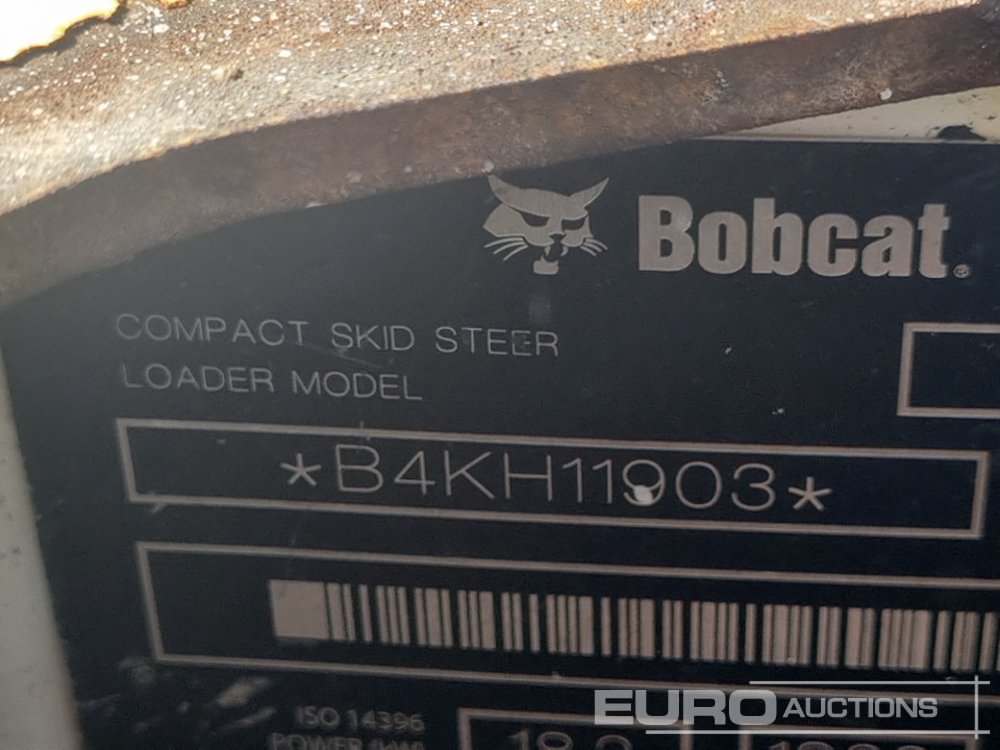 Bobcat®
COMPACT SKID STEER
LOADER MODEL
*B4KH11903*
ISO 14396
EURO AUCTIONS